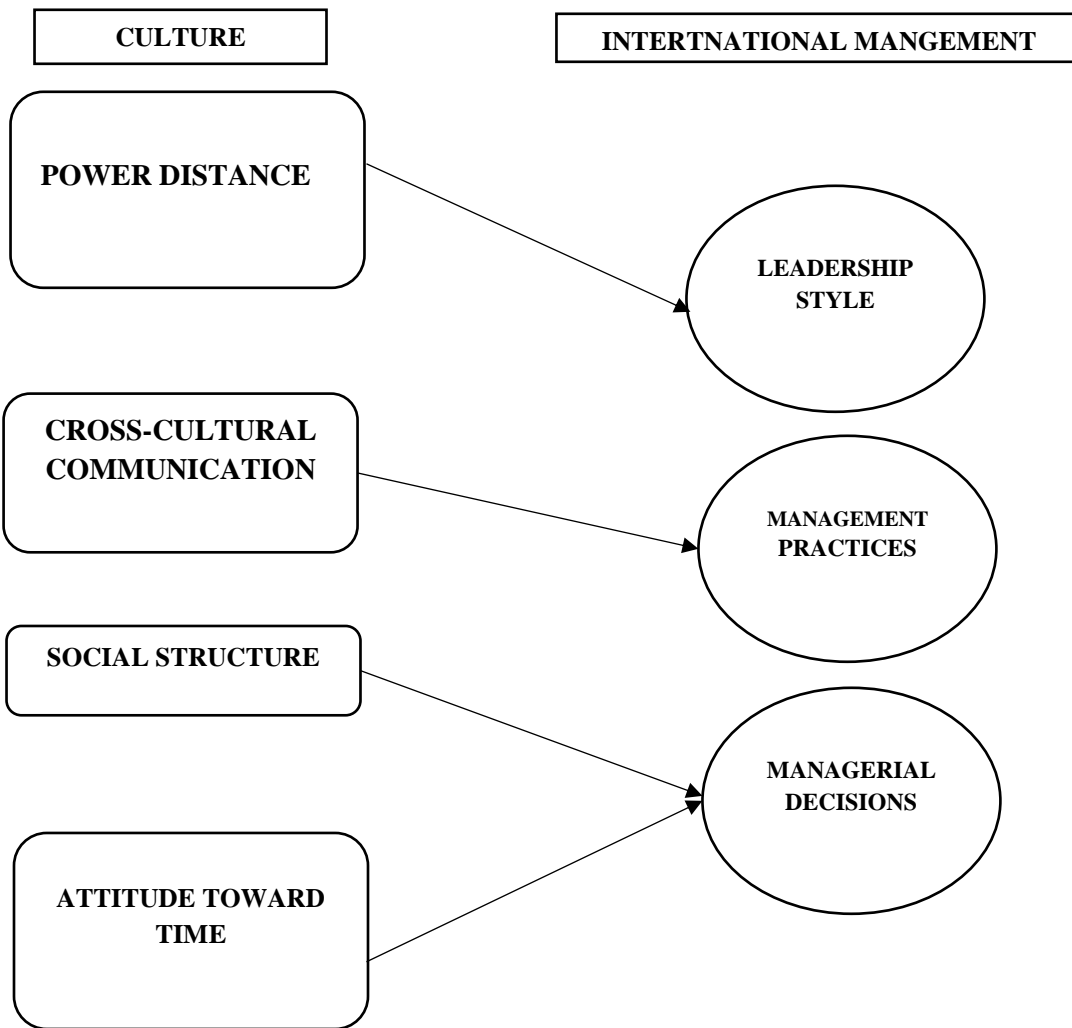 CULTURE
INTERTNATIONAL MANGEMENT
POWER DISTANCE
LEADERSHIP
STYLE
CROSS-CULTURAL
COMMUNICATION
MANAGEMENT
PRACTICES
SOCIAL STRUCTURE
MANAGERIAL
DECISIONS
ATTITUDE TOWARD
TIME